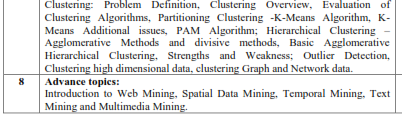 Clustering: Problem Definition, Clustering Overview, Evaluation of
Clustering Algorithms, Partitioning Clustering -K-Means Algorithm, K-
Means Additional issues, PAM Algorithm; Hierarchical Clustering –
Agglomerative Methods and divisive methods, Basic Agglomerative
Hierarchical Clustering, Strengths and Weakness; Outlier Detection,
Clustering high dimensional data, clustering Graph and Network data.
8 Advance topics:
Introduction to Web Mining, Spatial Data Mining, Temporal Mining, Text
Mining and Multimedia Mining.